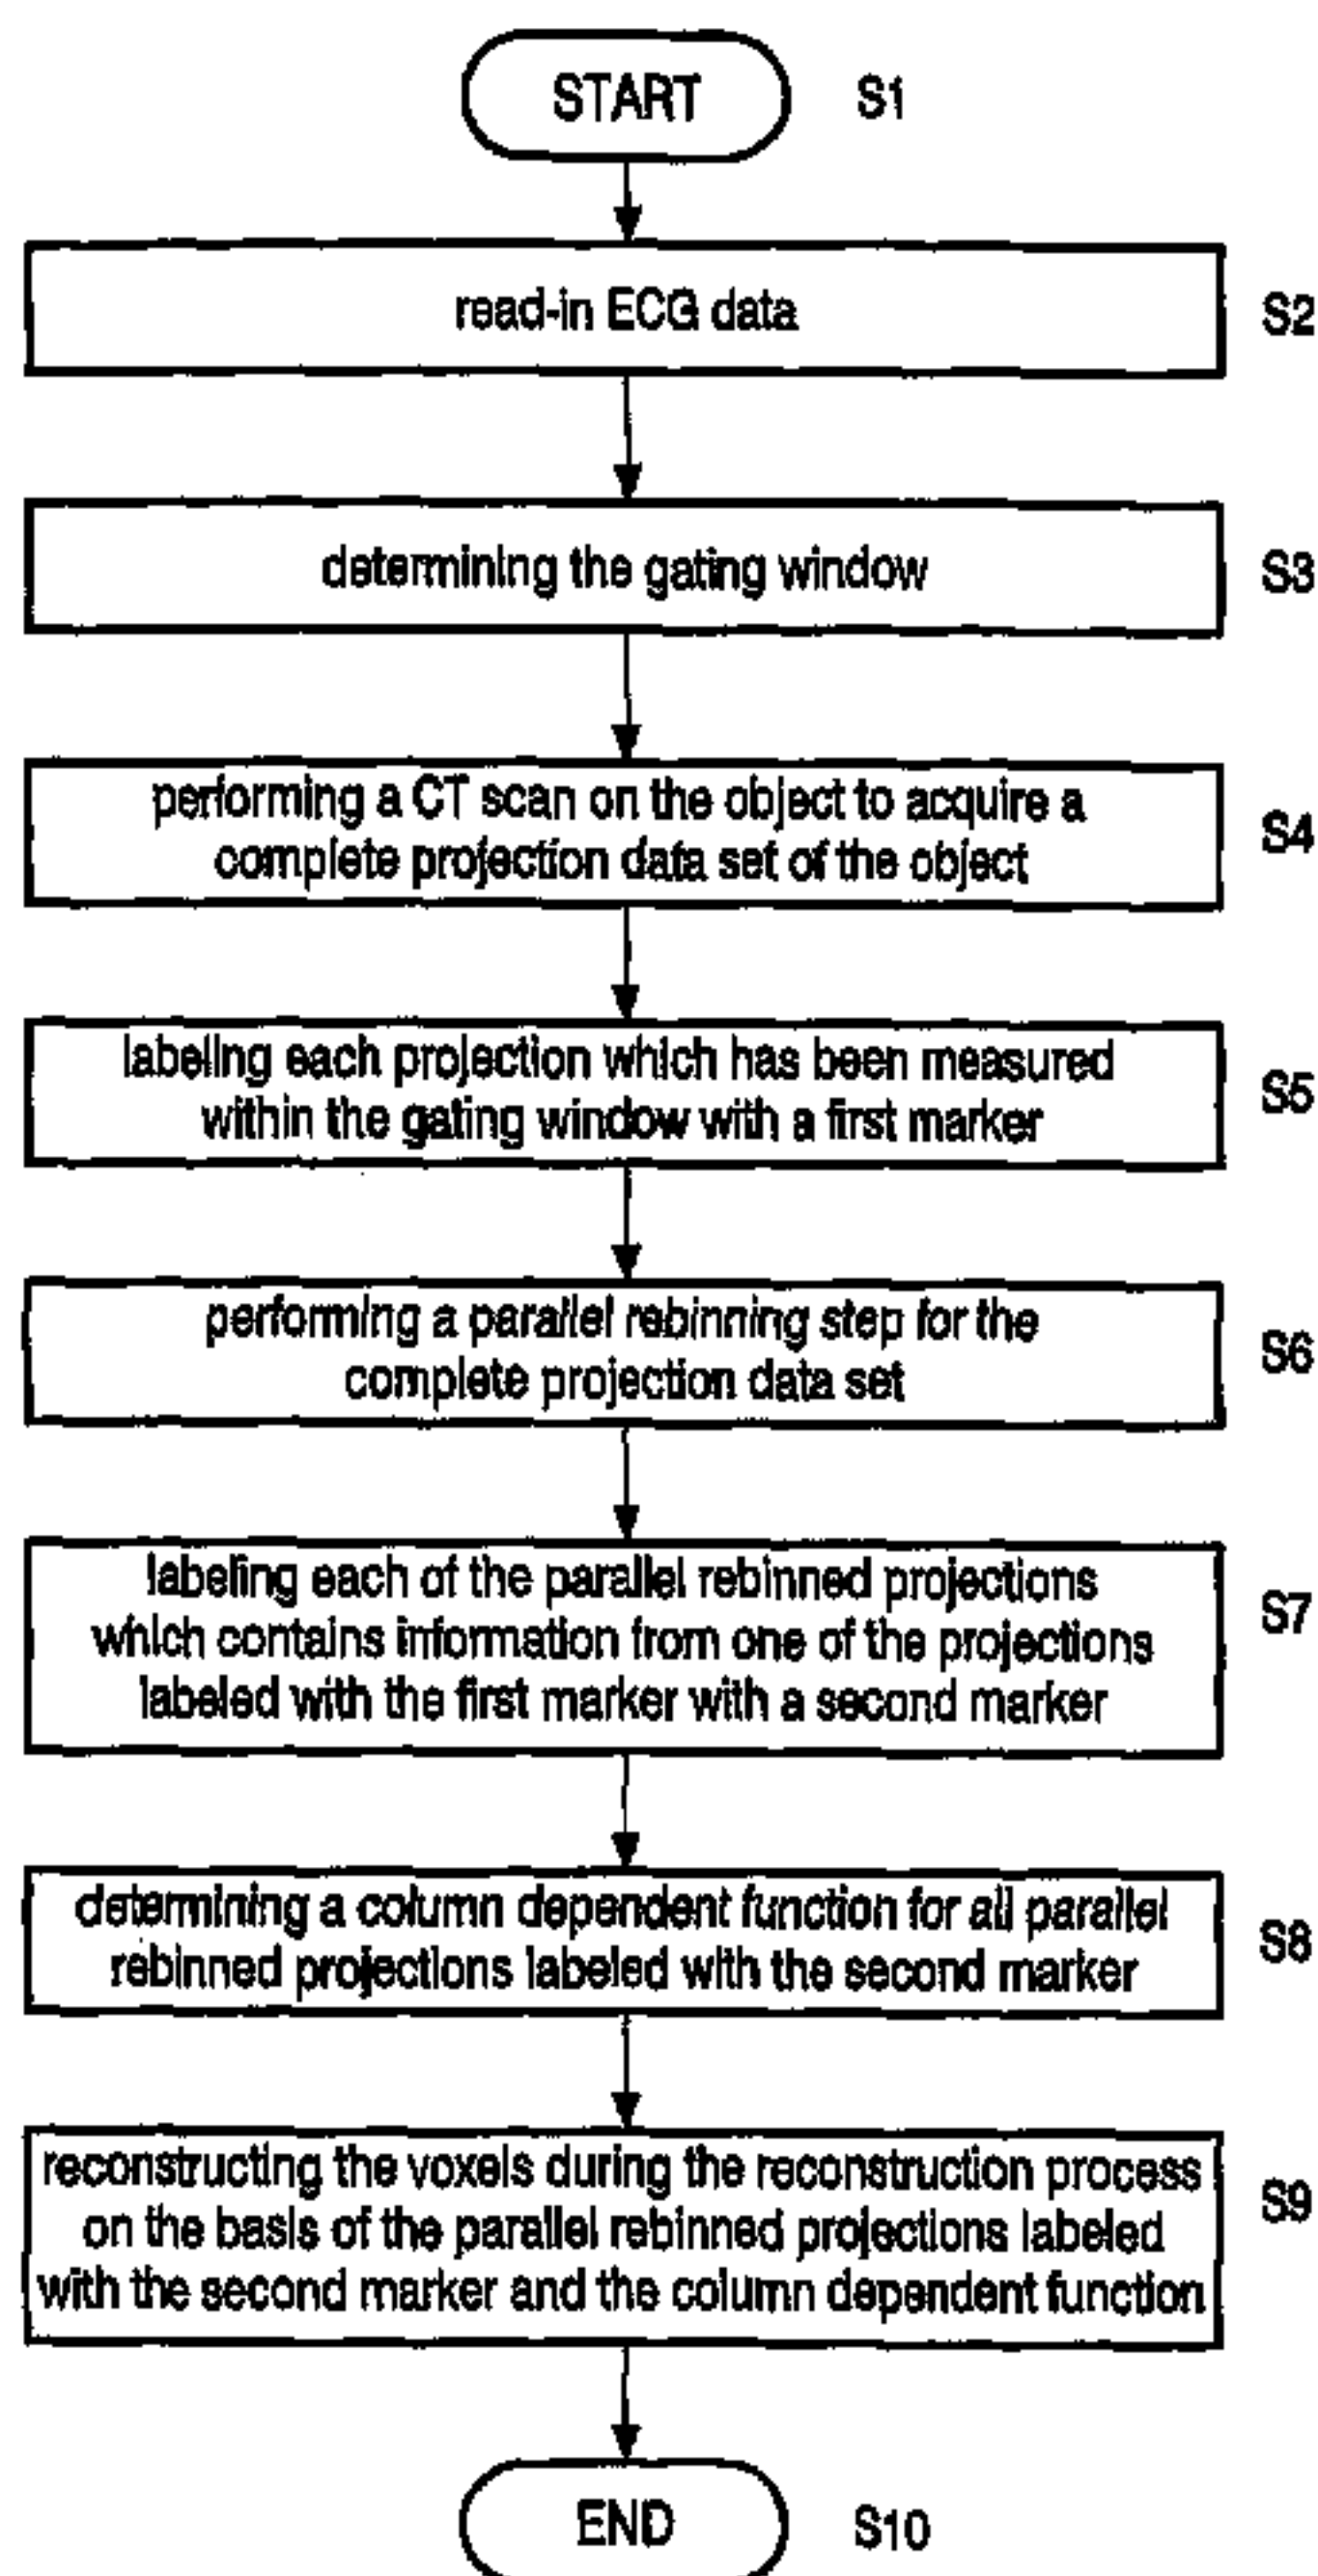 START S1
read-in ECG data S2
determining the gating window S3
performing a CT scan on the object to acquire a
complete projection data set of the object S4
labeling each projection which has been measured
within the gating window with a first marker S5
performing a parallel rebinning step for the
complete projection data set S6
labeling each of the parallel rebinned projections
which contains information from one of the projections
labeled with the first marker with a second marker S7
determining a column dependent function for all parallel
rebinned projections labeled with the second marker S8
reconstructing the voxels during the reconstruction process
on the basis of the parallel rebinned projections labeled
with the second marker and the column dependent function S9
END S10